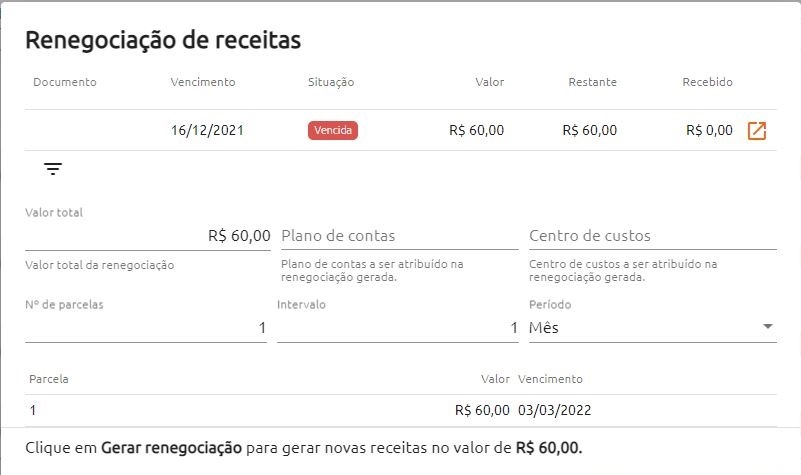 Renegociação de receitas
Documento Vencimento Situação Valor Restante Recebido
16/12/2021 Vencida R$ 60,00 R$ 60,00 R$ 0,00
Valor total
R$ 60,00 Plano de contas Centro de custos
Valor total da renegociação Plano de contas a ser atribuído na Centro de custos a ser atribuído na
renegociação gerada. renegociação gerada.
Nº de parcelas Intervalo Período
1 1 Mês
Parcela Valor Vencimento
1 R$ 60,00 03/03/2022
Clique em Gerar renegociação para gerar novas receitas no valor de R$ 60,00.